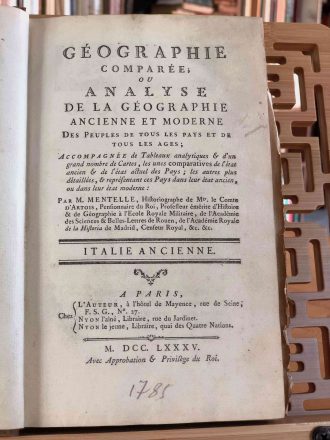 GÉOGRAPHIE
COMPARÉE;
OU
ANALYSE
DE LA GÉOGRAPHIE
ANCIENNE ET MODERNE
DES PEUPLES DE TOUS LES PAYS ET DE
TOUS LES AGES;
ACCOMPAGNÉE de Tableaux analytiques & d'un
grand nombre de Cartes, les unes comparatives de l'état
ancien & de l'état actuel des Pays; les autres plus
détaillées, & représentant ces Pays dans leur état ancien,
ou dans leur état moderne:
PAR M. MENTELLE, Historiographe de Mgr. le Comte
D'ARTOIS, Pensionnaire du Roi, Professeur émérite d'Histoire
& de Géographie à l'Ecole Royale Militaire, de l'Académie
des Sciences & Belles-Lettres de Rouen, de l'Académie Royale
de la Historia de Madrid, Censeur Royal, &c. &c.
ITALIE ANCIENNE.
A PARIS,
Chez
L'AUTEUR, à l'hôtel de Mayence, rue de Seine,
F. S. G., N°. 27.
NYON l'aîné, Libraire, rue du Jardinet.
NYON le jeune, Libraire, quai des Quatre Nations.
M. DCC. LXXXV.
Avec Approbation & Privilége du Roi.
1785